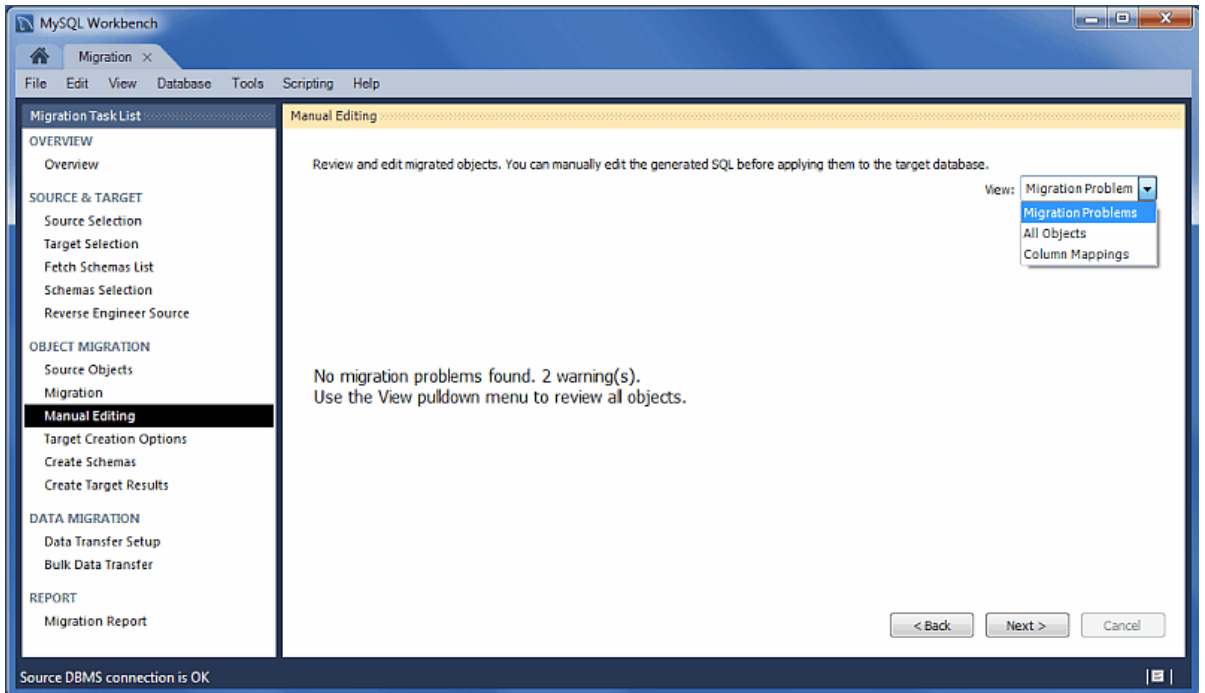 MySQL Workbench
Migration ×
File Edit View Database Tools Scripting Help
Migration Task List
OVERVIEW
Overview
SOURCE & TARGET
Source Selection
Target Selection
Fetch Schemas List
Schemas Selection
Reverse Engineer Source
OBJECT MIGRATION
Source Objects
Migration
Manual Editing
Target Creation Options
Create Schemas
Create Target Results
DATA MIGRATION
Data Transfer Setup
Bulk Data Transfer
REPORT
Migration Report
Manual Editing
Review and edit migrated objects. You can manually edit the generated SQL before applying them to the target database.
View: Migration Problem
Migration Problems
All Objects
Column Mappings
No migration problems found. 2 warning(s).
Use the View pulldown menu to review all objects.
< Back Next > Cancel
Source DBMS connection is OK